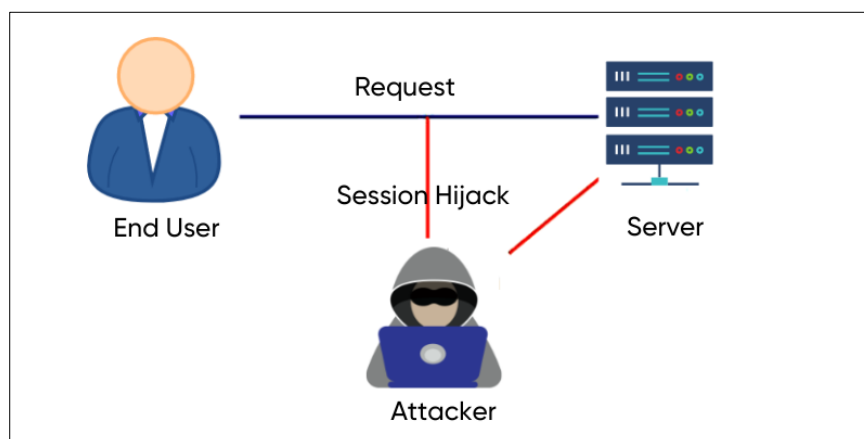 Request
Session Hijack
End User
Server
Attacker